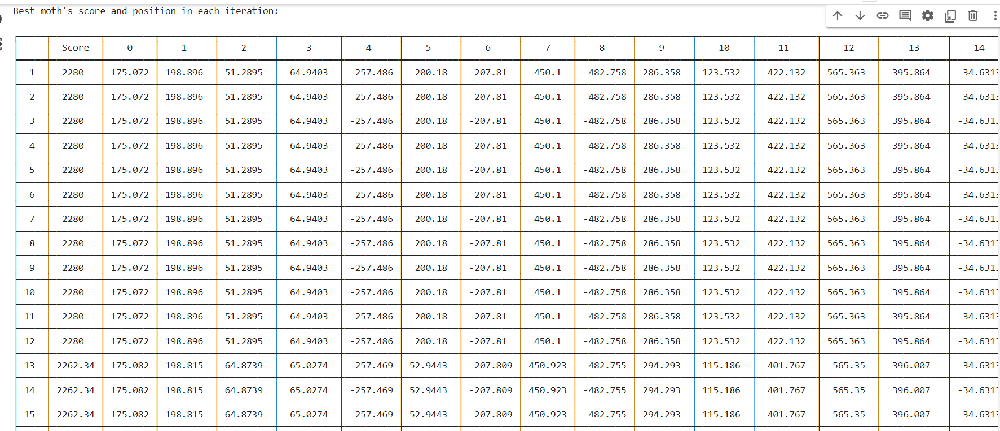 Best moth's score and position in each iteration:
Score 0 1 2 3 4 5 6 7 8 9 10 11 12 13 14
1 2280 175.072 198.896 51.2895 64.9403 -257.486 200.18 -207.81 450.1 -482.758 286.358 123.532 422.132 565.363 395.864 -34.631
2 2280 175.072 198.896 51.2895 64.9403 -257.486 200.18 -207.81 450.1 -482.758 286.358 123.532 422.132 565.363 395.864 -34.631
3 2280 175.072 198.896 51.2895 64.9403 -257.486 200.18 -207.81 450.1 -482.758 286.358 123.532 422.132 565.363 395.864 -34.631
4 2280 175.072 198.896 51.2895 64.9403 -257.486 200.18 -207.81 450.1 -482.758 286.358 123.532 422.132 565.363 395.864 -34.631
5 2280 175.072 198.896 51.2895 64.9403 -257.486 200.18 -207.81 450.1 -482.758 286.358 123.532 422.132 565.363 395.864 -34.631
6 2280 175.072 198.896 51.2895 64.9403 -257.486 200.18 -207.81 450.1 -482.758 286.358 123.532 422.132 565.363 395.864 -34.631
7 2280 175.072 198.896 51.2895 64.9403 -257.486 200.18 -207.81 450.1 -482.758 286.358 123.532 422.132 565.363 395.864 -34.631
8 2280 175.072 198.896 51.2895 64.9403 -257.486 200.18 -207.81 450.1 -482.758 286.358 123.532 422.132 565.363 395.864 -34.631
9 2280 175.072 198.896 51.2895 64.9403 -257.486 200.18 -207.81 450.1 -482.758 286.358 123.532 422.132 565.363 395.864 -34.631
10 2280 175.072 198.896 51.2895 64.9403 -257.486 200.18 -207.81 450.1 -482.758 286.358 123.532 422.132 565.363 395.864 -34.631
11 2280 175.072 198.896 51.2895 64.9403 -257.486 200.18 -207.81 450.1 -482.758 286.358 123.532 422.132 565.363 395.864 -34.631
12 2280 175.072 198.896 51.2895 64.9403 -257.486 200.18 -207.81 450.1 -482.758 286.358 123.532 422.132 565.363 395.864 -34.631
13 2262.34 175.082 198.815 64.8739 65.0274 -257.469 52.9443 -207.809 450.923 -482.755 294.293 115.186 401.767 565.35 396.007 -34.631
14 2262.34 175.082 198.815 64.8739 65.0274 -257.469 52.9443 -207.809 450.923 -482.755 294.293 115.186 401.767 565.35 396.007 -34.631
15 2262.34 175.082 198.815 64.8739 65.0274 -257.469 52.9443 -207.809 450.923 -482.755 294.293 115.186 401.767 565.35 396.007 -34.631